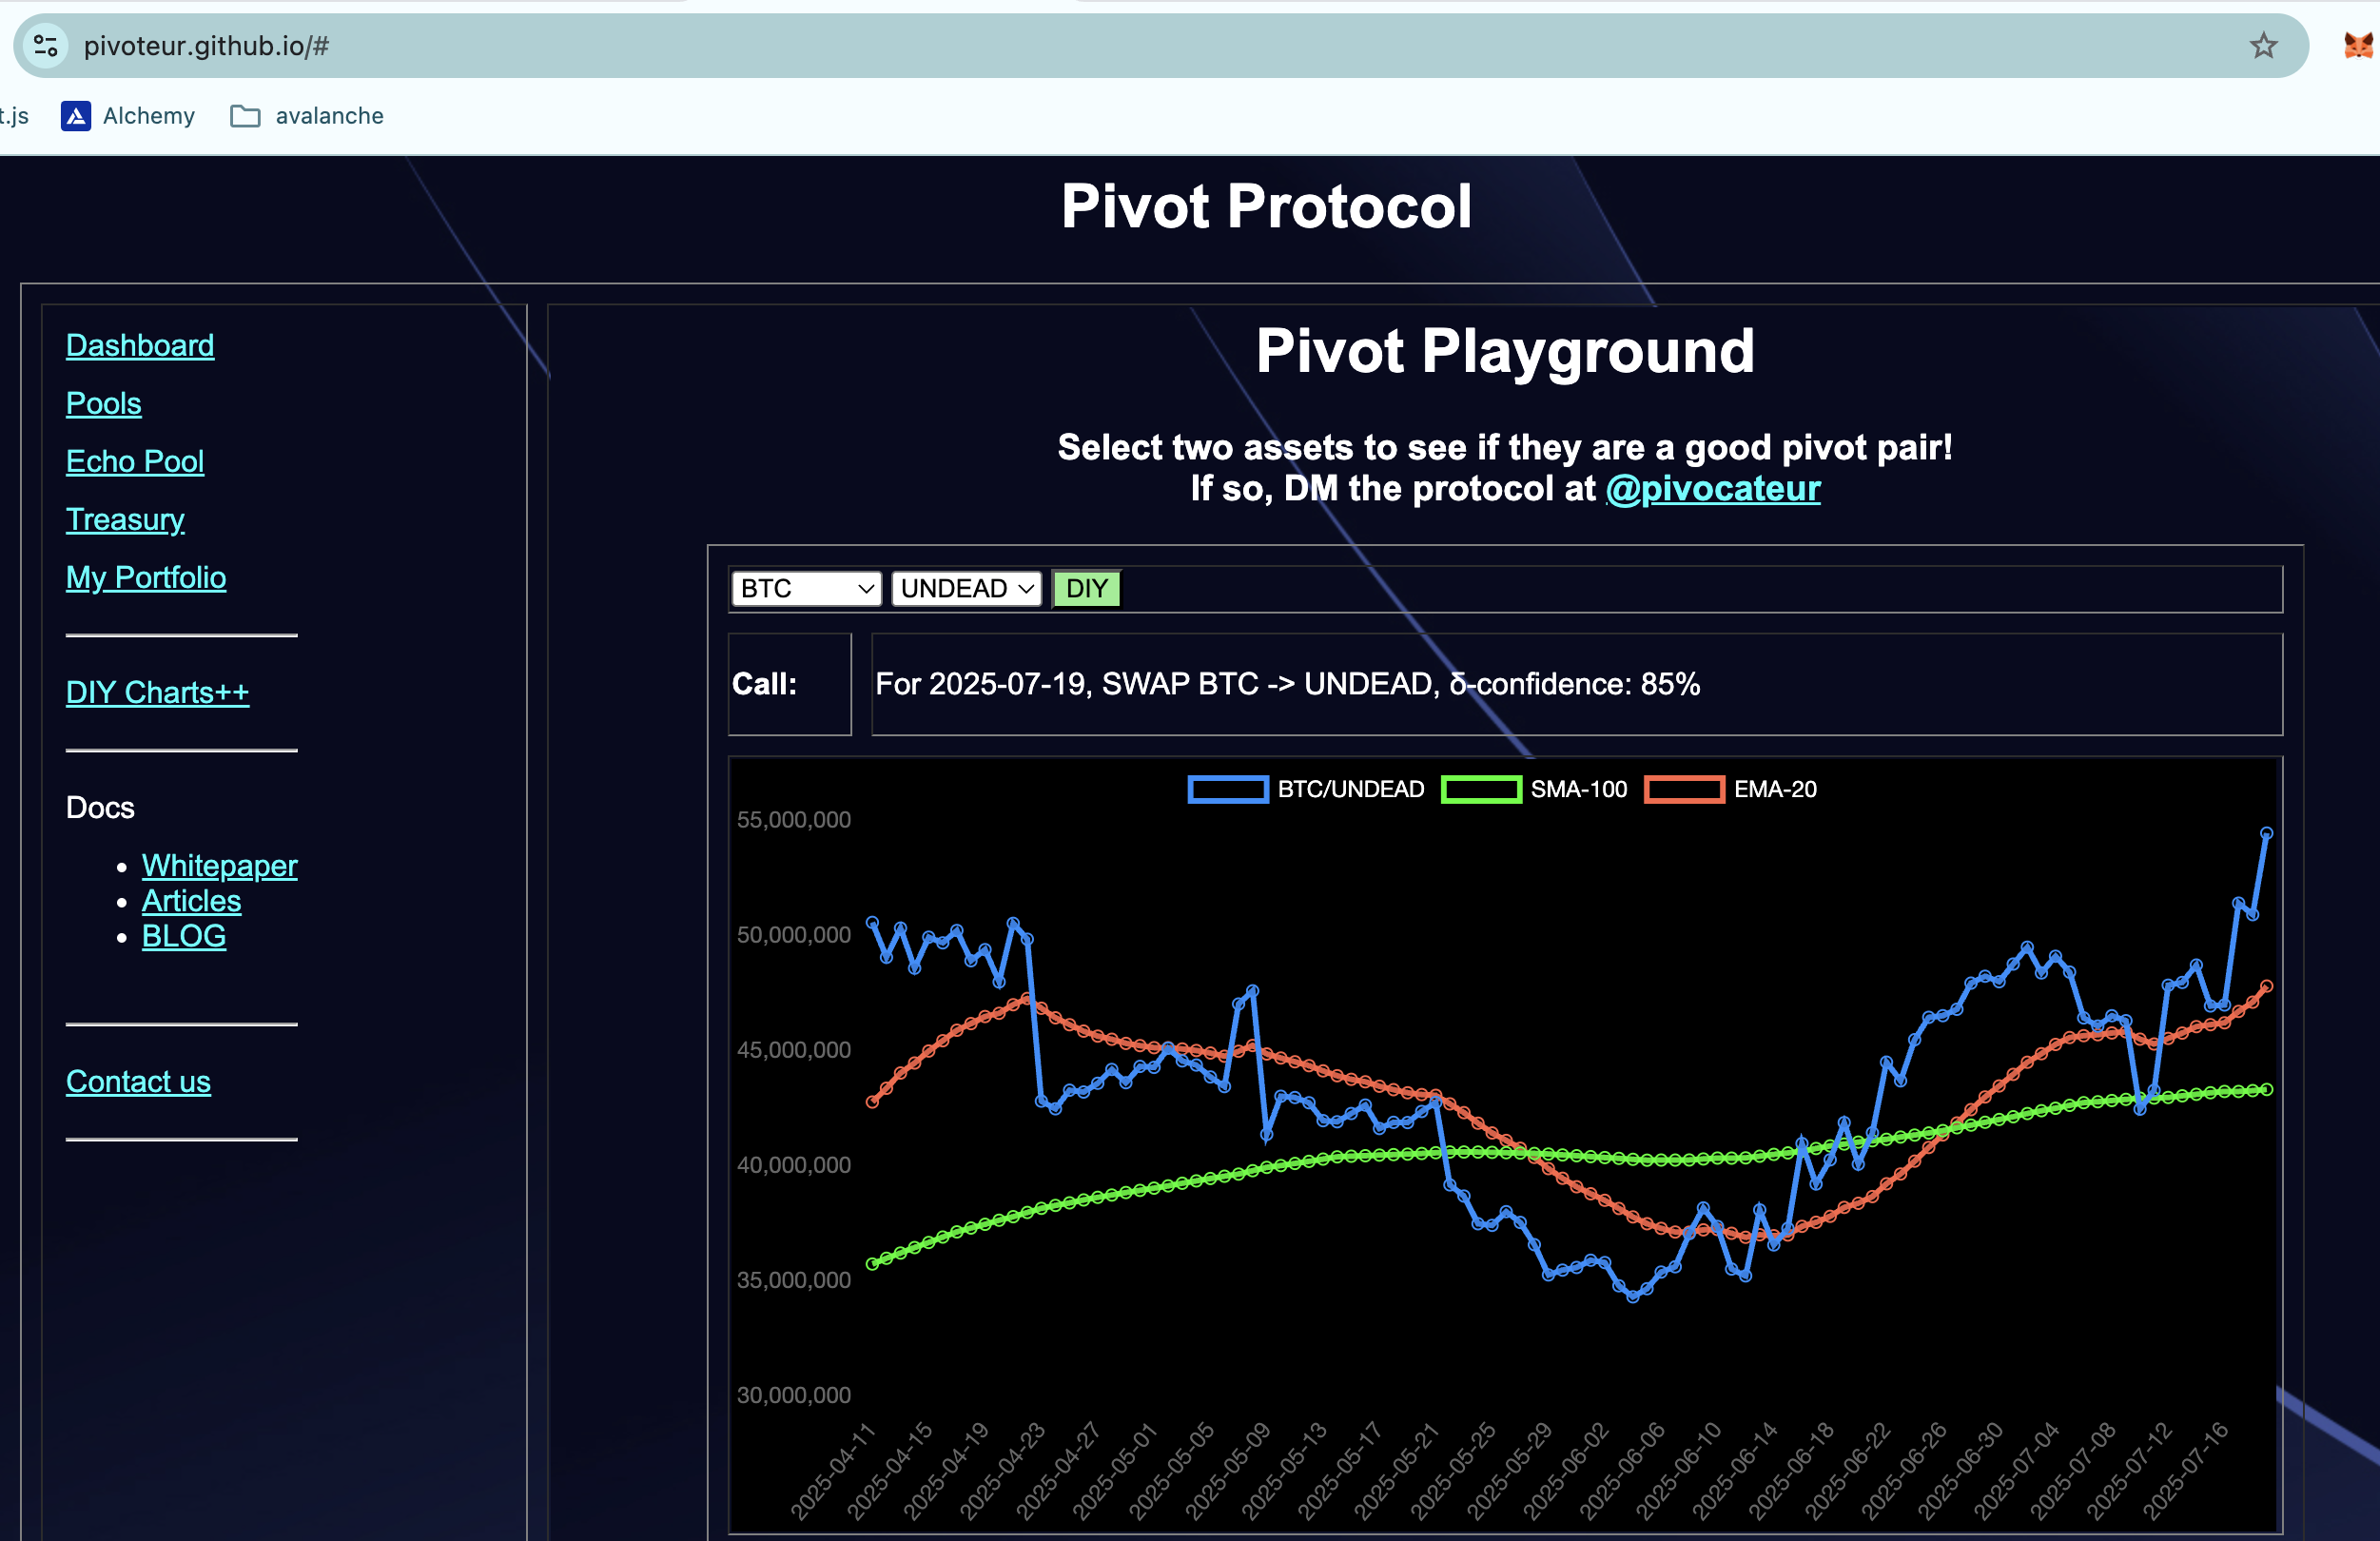 pivoteur.github.io/#
t.js Alchemy avalanche
Pivot Protocol
Dashboard
Pools
Echo Pool
Treasury
My Portfolio
DIY Charts++
Docs
Whitepaper
Articles
BLOG
Contact us
Pivot Playground
Select two assets to see if they are a good pivot pair!
If so, DM the protocol at @pivocateur
BTC UNDEAD DIY
Call: For 2025-07-19, SWAP BTC -> UNDEAD, δ-confidence: 85%
BTC/UNDEAD SMA-100 EMA-20
55,000,000
50,000,000
45,000,000
40,000,000
35,000,000
30,000,000
2025-04-11
2025-04-15
2025-04-19
2025-04-23
2025-04-27
2025-05-01
2025-05-05
2025-05-09
2025-05-13
2025-05-17
2025-05-21
2025-05-25
2025-05-29
2025-06-02
2025-06-06
2025-06-10
2025-06-14
2025-06-18
2025-06-22
2025-06-26
2025-06-30
2025-07-04
2025-07-08
2025-07-12
2025-07-16